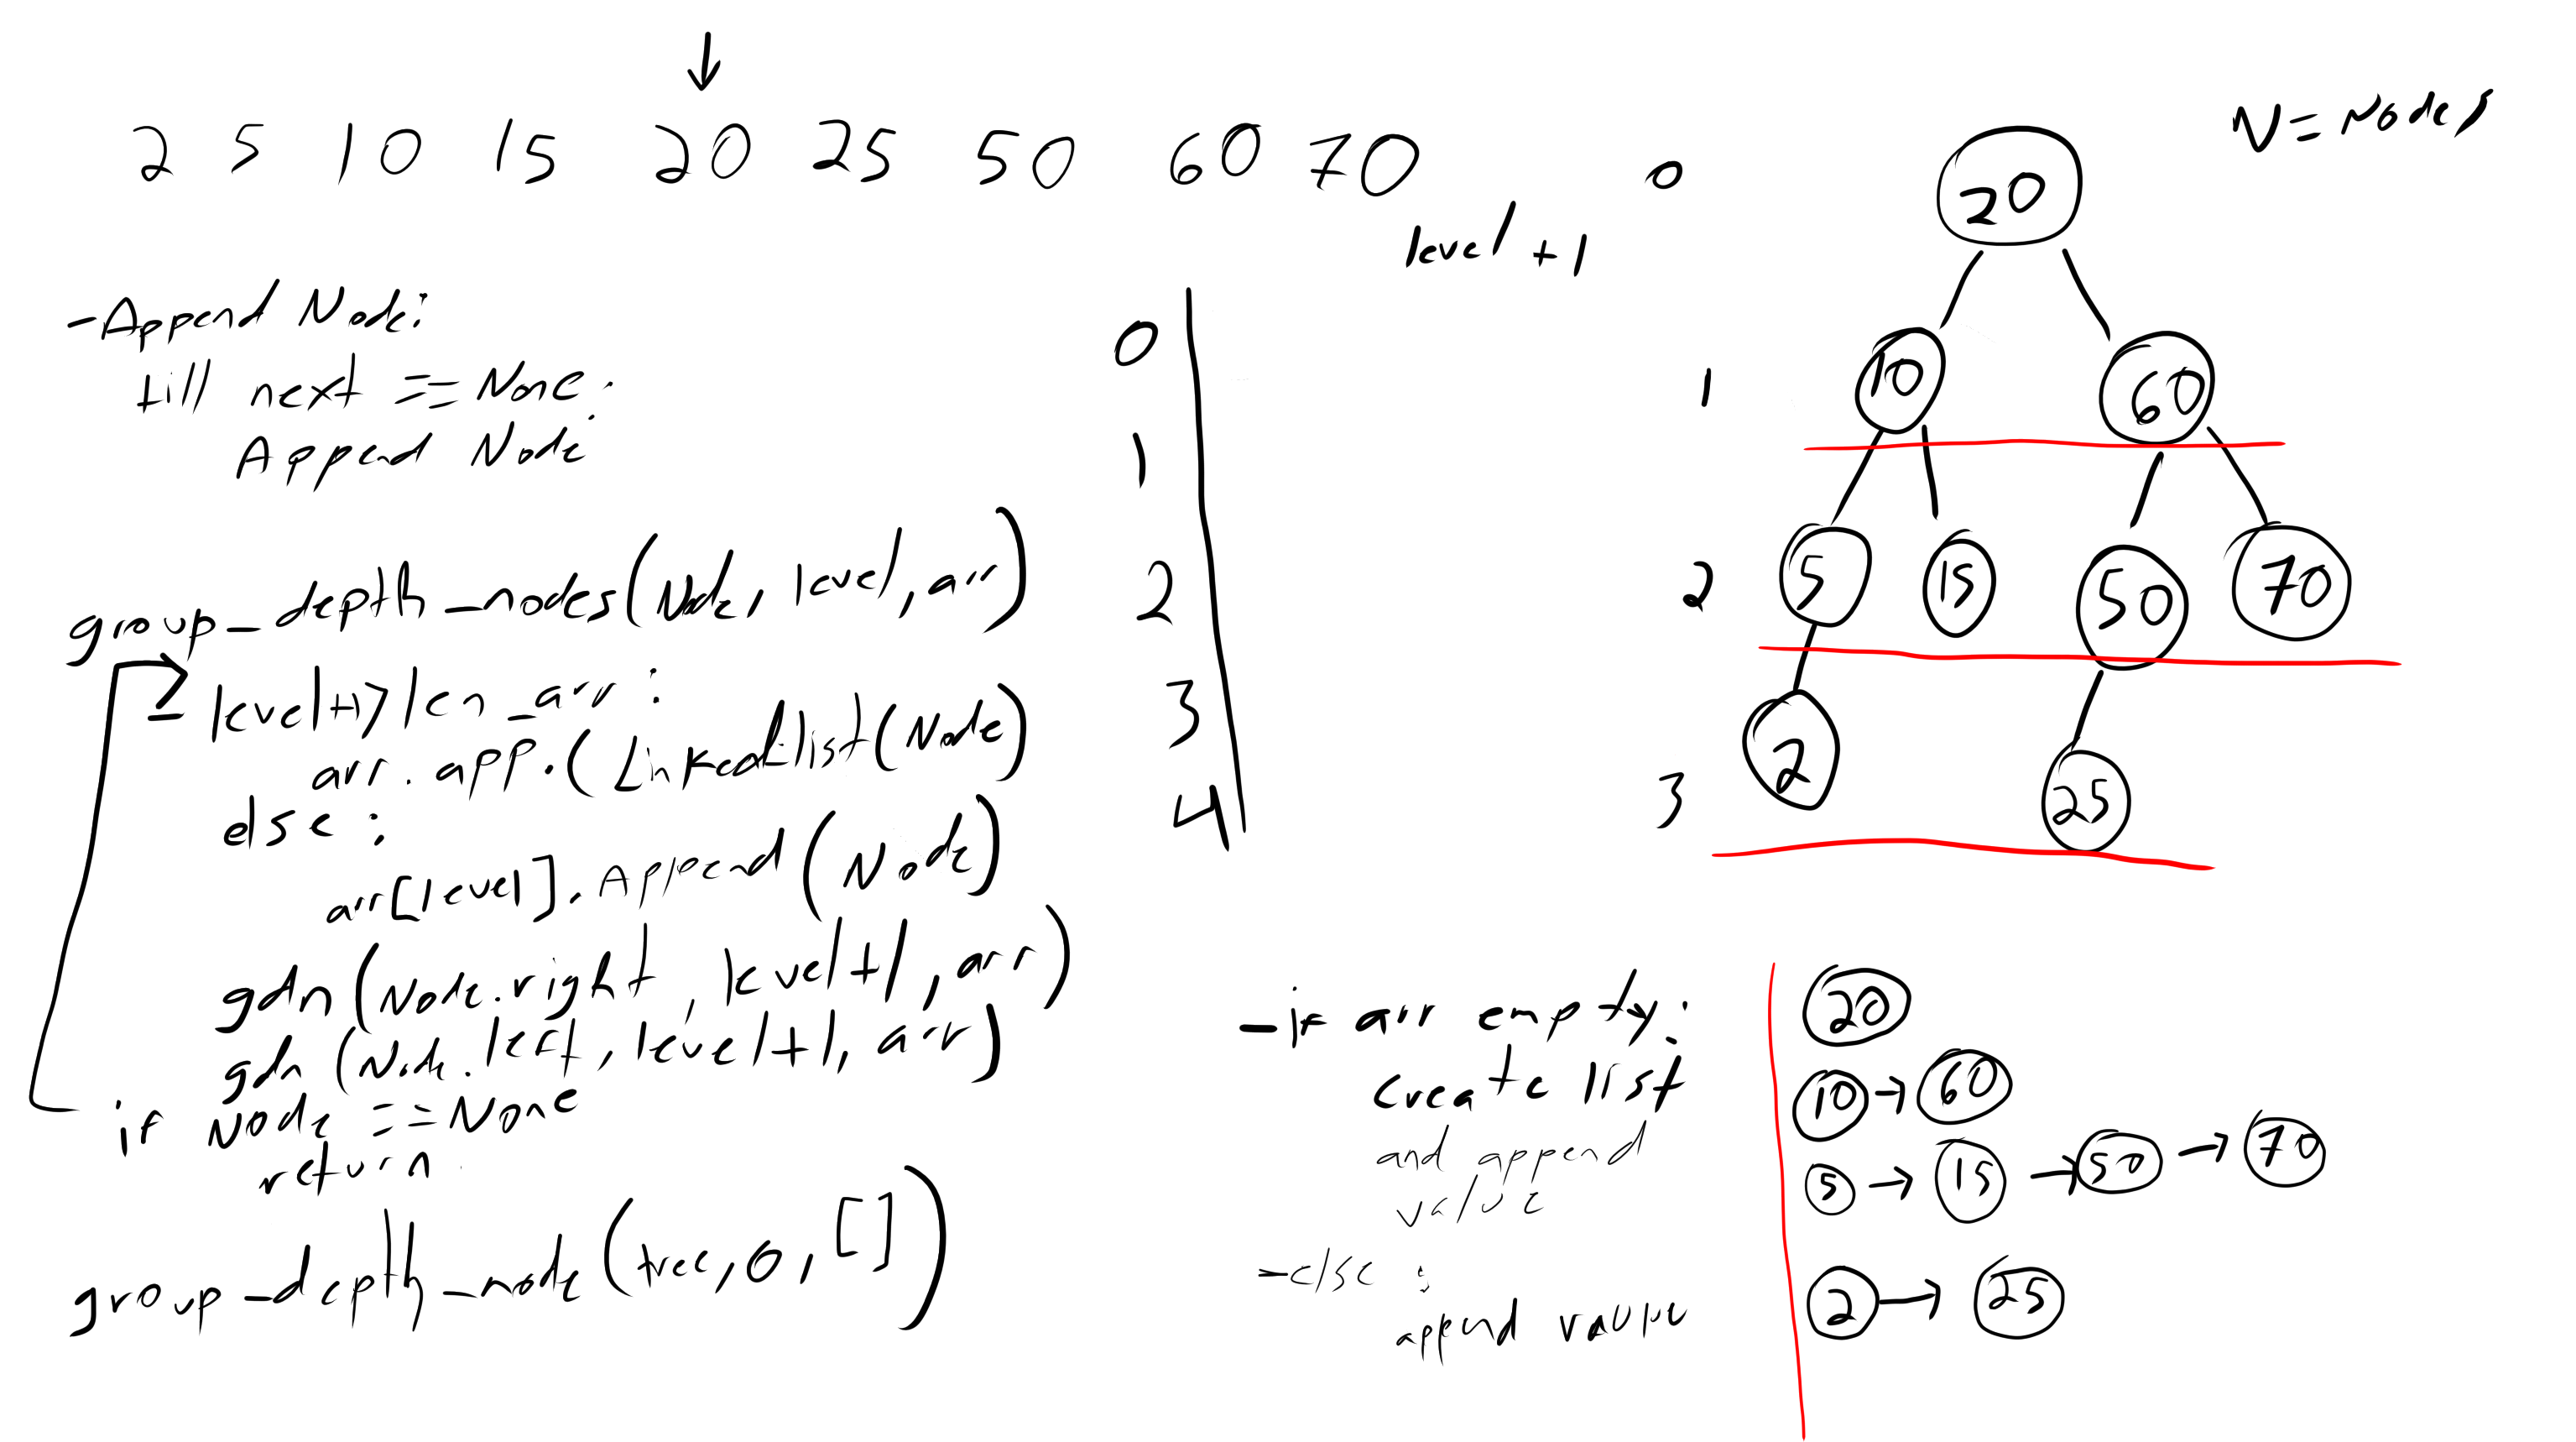 2 5 10 15 20 25 50 60 70
N = Nodes
level + 1
- Append Node:
till next == None:
Append Node
group_depth_nodes(Node, level, arr)
level+1 > len_arr :
arr. app. ( Linkedlist(Node)
else :
arr[level]. Append (Node)
gdn (Node.right, level+1, arr)
gdn (Node.left, level+1, arr)
if Node == None
return
group_depth_node (tree, 0, [])
0
1
2
3
4
0
20
1
10 60
2
5 15 50 70
3
2 25
- if arr empty:
create list
and append
value
- else :
append value
20
10 → 60
5 → 15 → 50 → 70
2 → 25